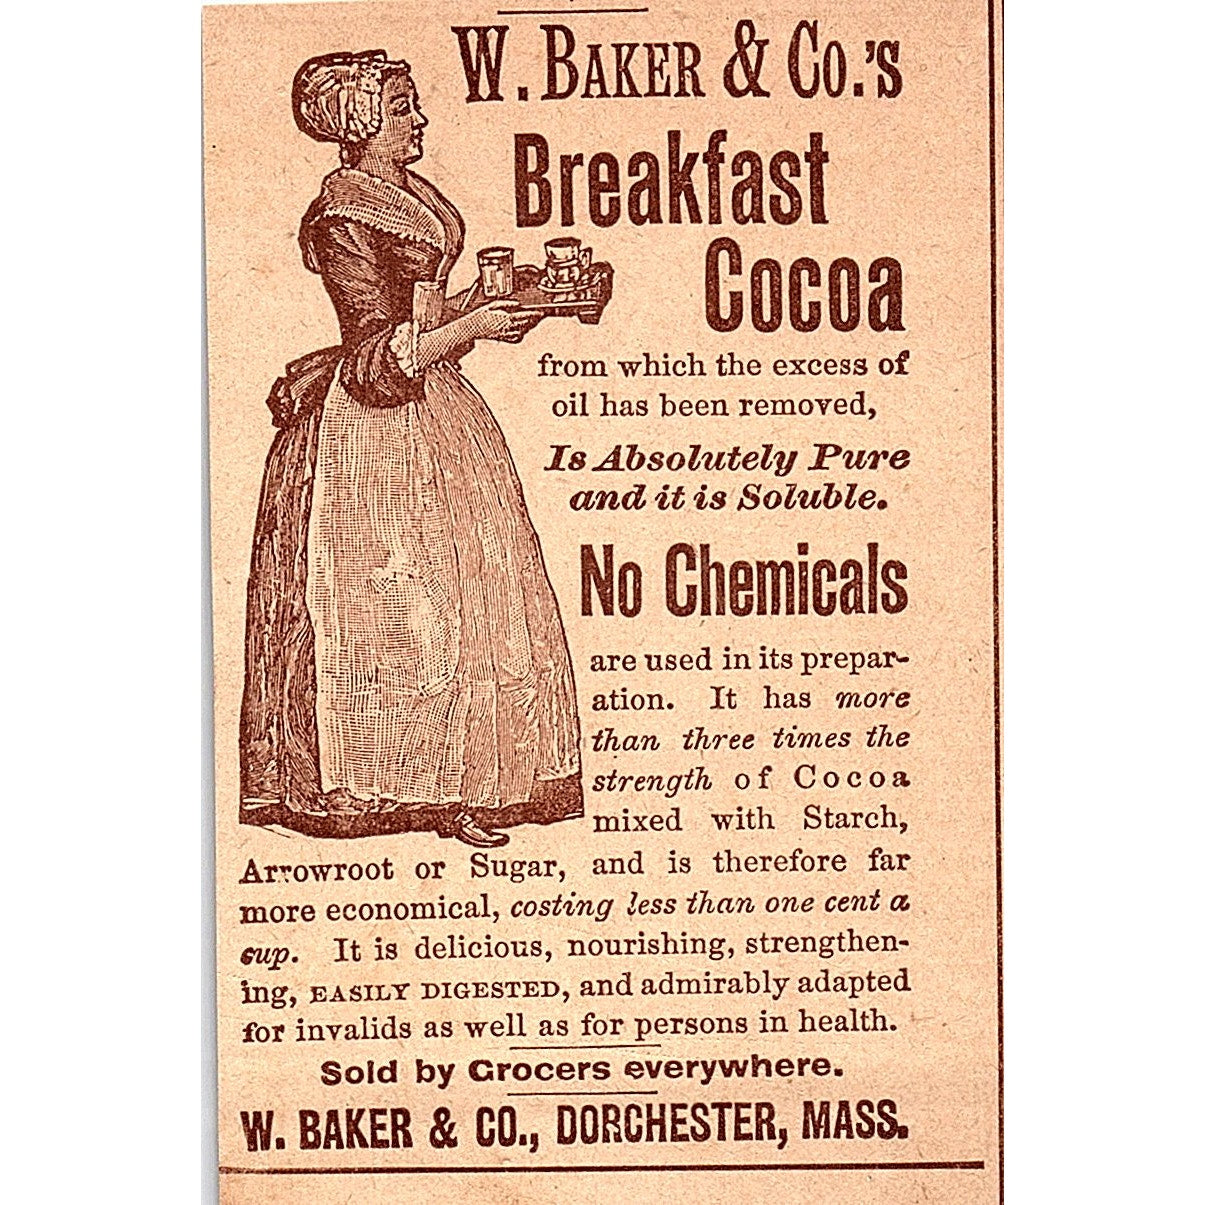 W. BAKER & CO.'S
Breakfast
Cocoa
from which the excess of
oil has been removed,
Is Absolutely Pure
and it is Soluble.
No Chemicals
are used in its prepar-
ation. It has more
than three times the
strength of Cocoa
mixed with Starch,
Arrowroot or Sugar, and is therefore far
more economical, costing less than one cent a
cup. It is delicious, nourishing, strengthen-
ing, EASILY DIGESTED, and admirably adapted
for invalids as well as for persons in health.
Sold by Grocers everywhere.
W. BAKER & CO., DORCHESTER, MASS.